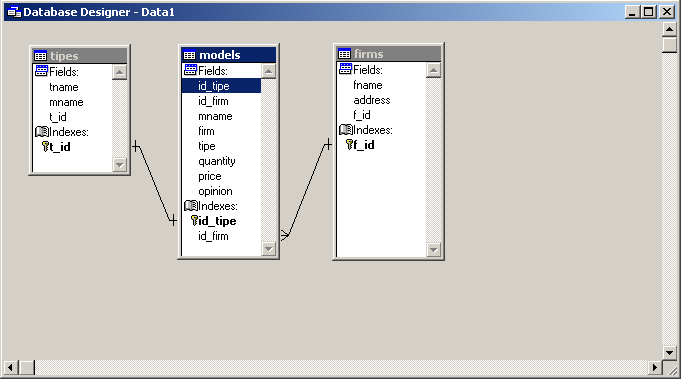 Database Designer - Data1
tipes
Fields:
tname
mname
t_id
Indexes:
t_id
models
Fields:
id_tipe
id_firm
mname
firm
tipe
quantity
price
opinion
Indexes:
id_tipe
id_firm
firms
Fields:
fname
address
f_id
Indexes:
f_id